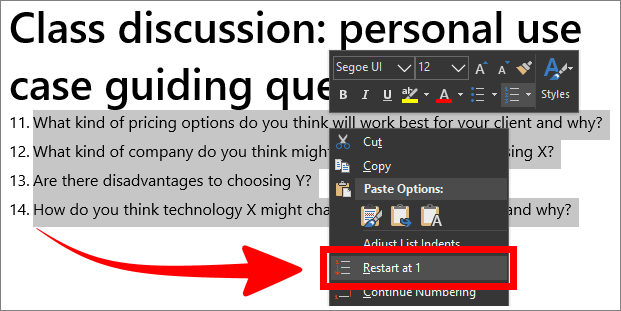 Class discussion: personal use
case guiding que
Segoe UI 12 A A A
B I U ab A Styles
11. What kind of pricing options do you think will work best for your client and why?
12. What kind of company do you think might sing X?
13. Are there disadvantages to choosing Y?
14. How do you think technology X might cha and why?
Cut
Copy
Paste Options:
A
Adjust List Indents
Restart at 1
Continue Numbering